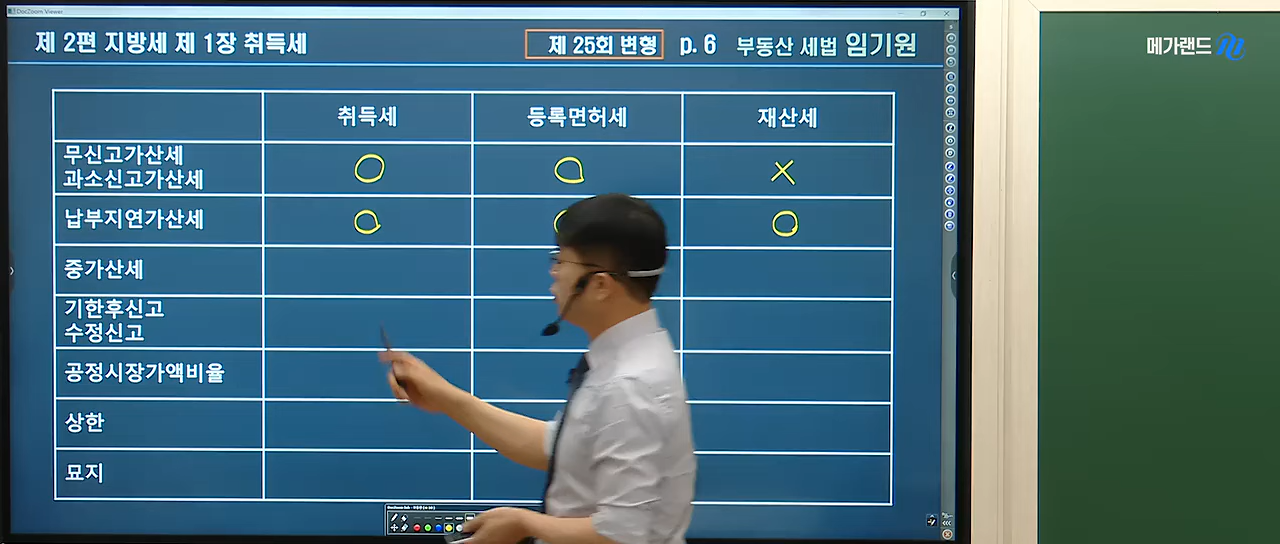 DocZoom Viewer
제 2편 지방세 제 1장 취득세
제 25회 변형
p. 6
부동산 세법 임기원
메가랜드
취득세 등록면허세 재산세
무신고가산세
과소신고가산세
○ ○ ×
납부지연가산세 ○ ○
중가산세
기한후신고
수정신고
공정시장가액비율
상한
묘지